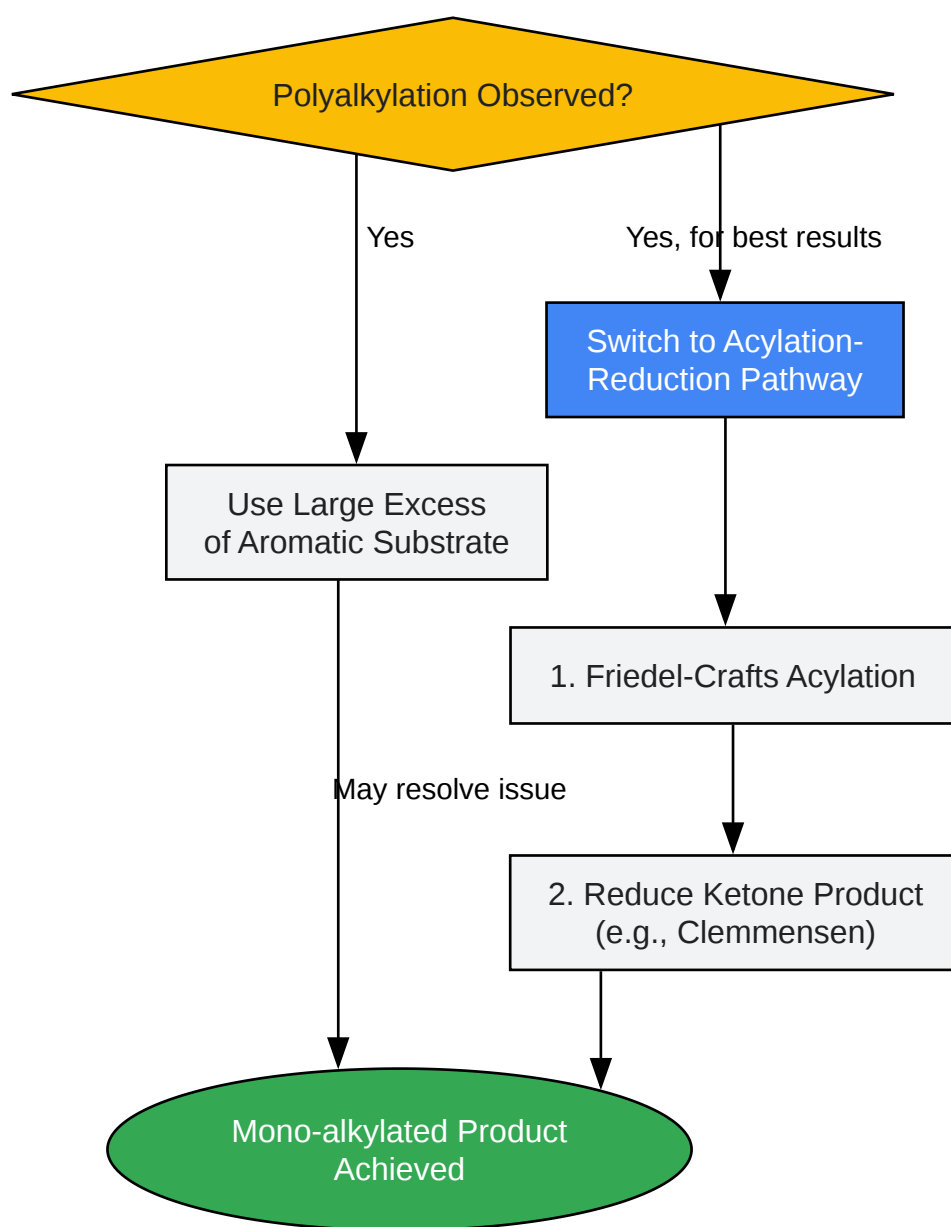 Polyalkylation Observed?
Yes
Yes, for best results
Switch to Acylation-
Reduction Pathway
Use Large Excess
of Aromatic Substrate
1. Friedel-Crafts Acylation
May resolve issue
2. Reduce Ketone Product
(e.g., Clemmensen)
Mono-alkylated Product
Achieved